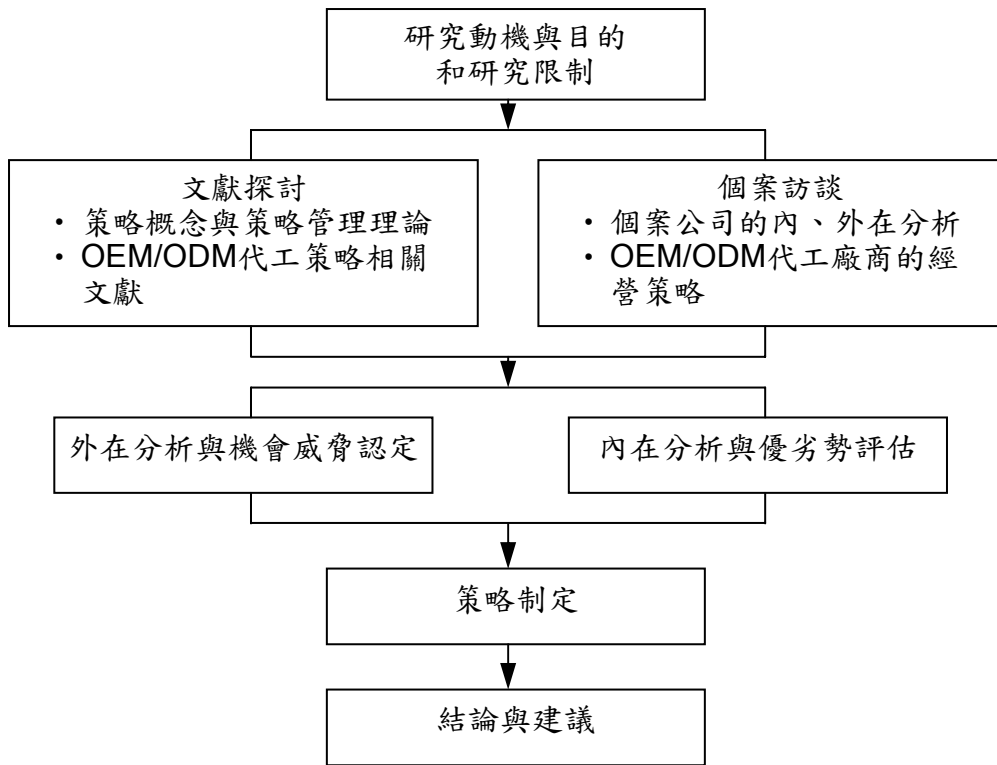 研究動機與目的
和研究限制
文獻探討
・ 策略概念與策略管理理論
・ OEM/ODM代工策略相關
文獻
個案訪談
・ 個案公司的內、外在分析
・ OEM/ODM代工廠商的經
營策略
外在分析與機會威脅認定
內在分析與優劣勢評估
策略制定
結論與建議